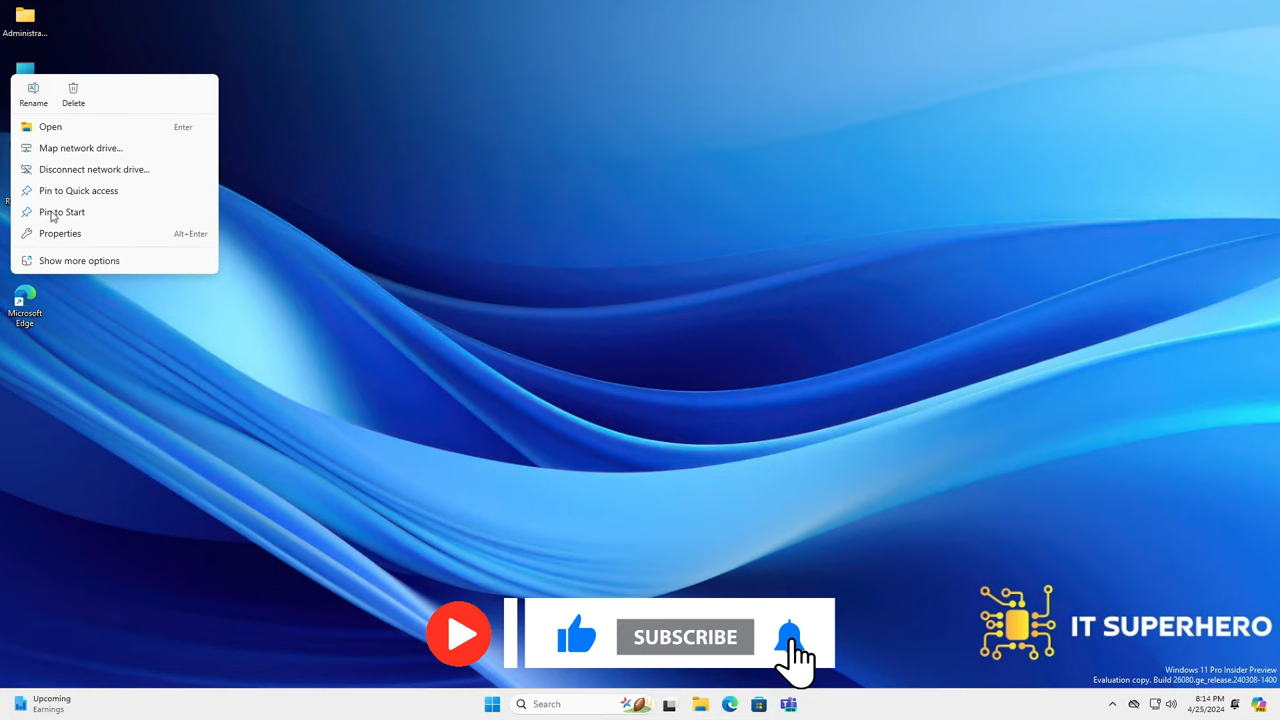 Administra...
Rename
Delete
Open
Enter
Map network drive...
Disconnect network drive...
Pin to Quick access
Pin to Start
Properties
Alt+Enter
Show more options
Microsoft
Edge
SUBSCRIBE
IT SUPERHERO
Windows 11 Pro Insider Preview
Evaluation copy. Build 26080.ge_release.240308-1400
Upcoming
Earnings
Search
8:14 PM
4/25/2024